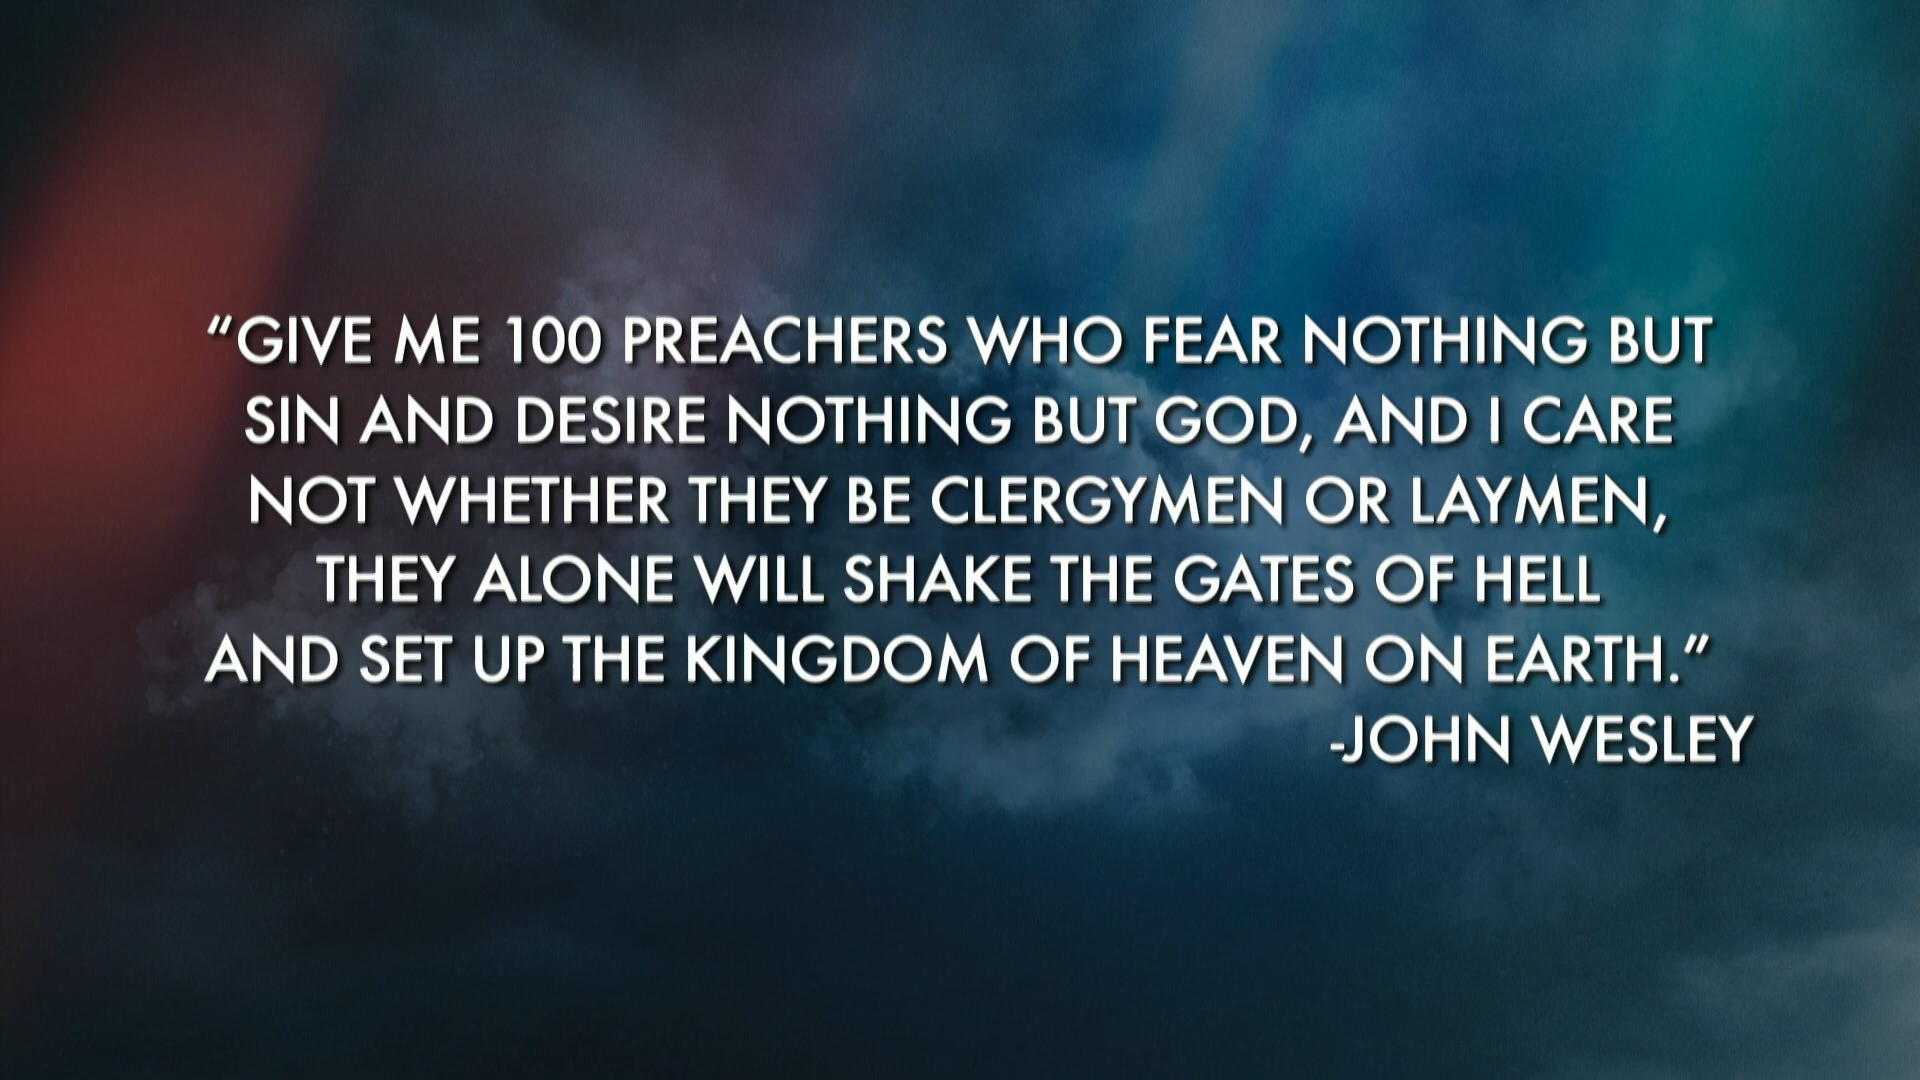 “GIVE ME 100 PREACHERS WHO FEAR NOTHING BUT
SIN AND DESIRE NOTHING BUT GOD, AND I CARE
NOT WHETHER THEY BE CLERGYMEN OR LAYMEN,
THEY ALONE WILL SHAKE THE GATES OF HELL
AND SET UP THE KINGDOM OF HEAVEN ON EARTH.”
-JOHN WESLEY